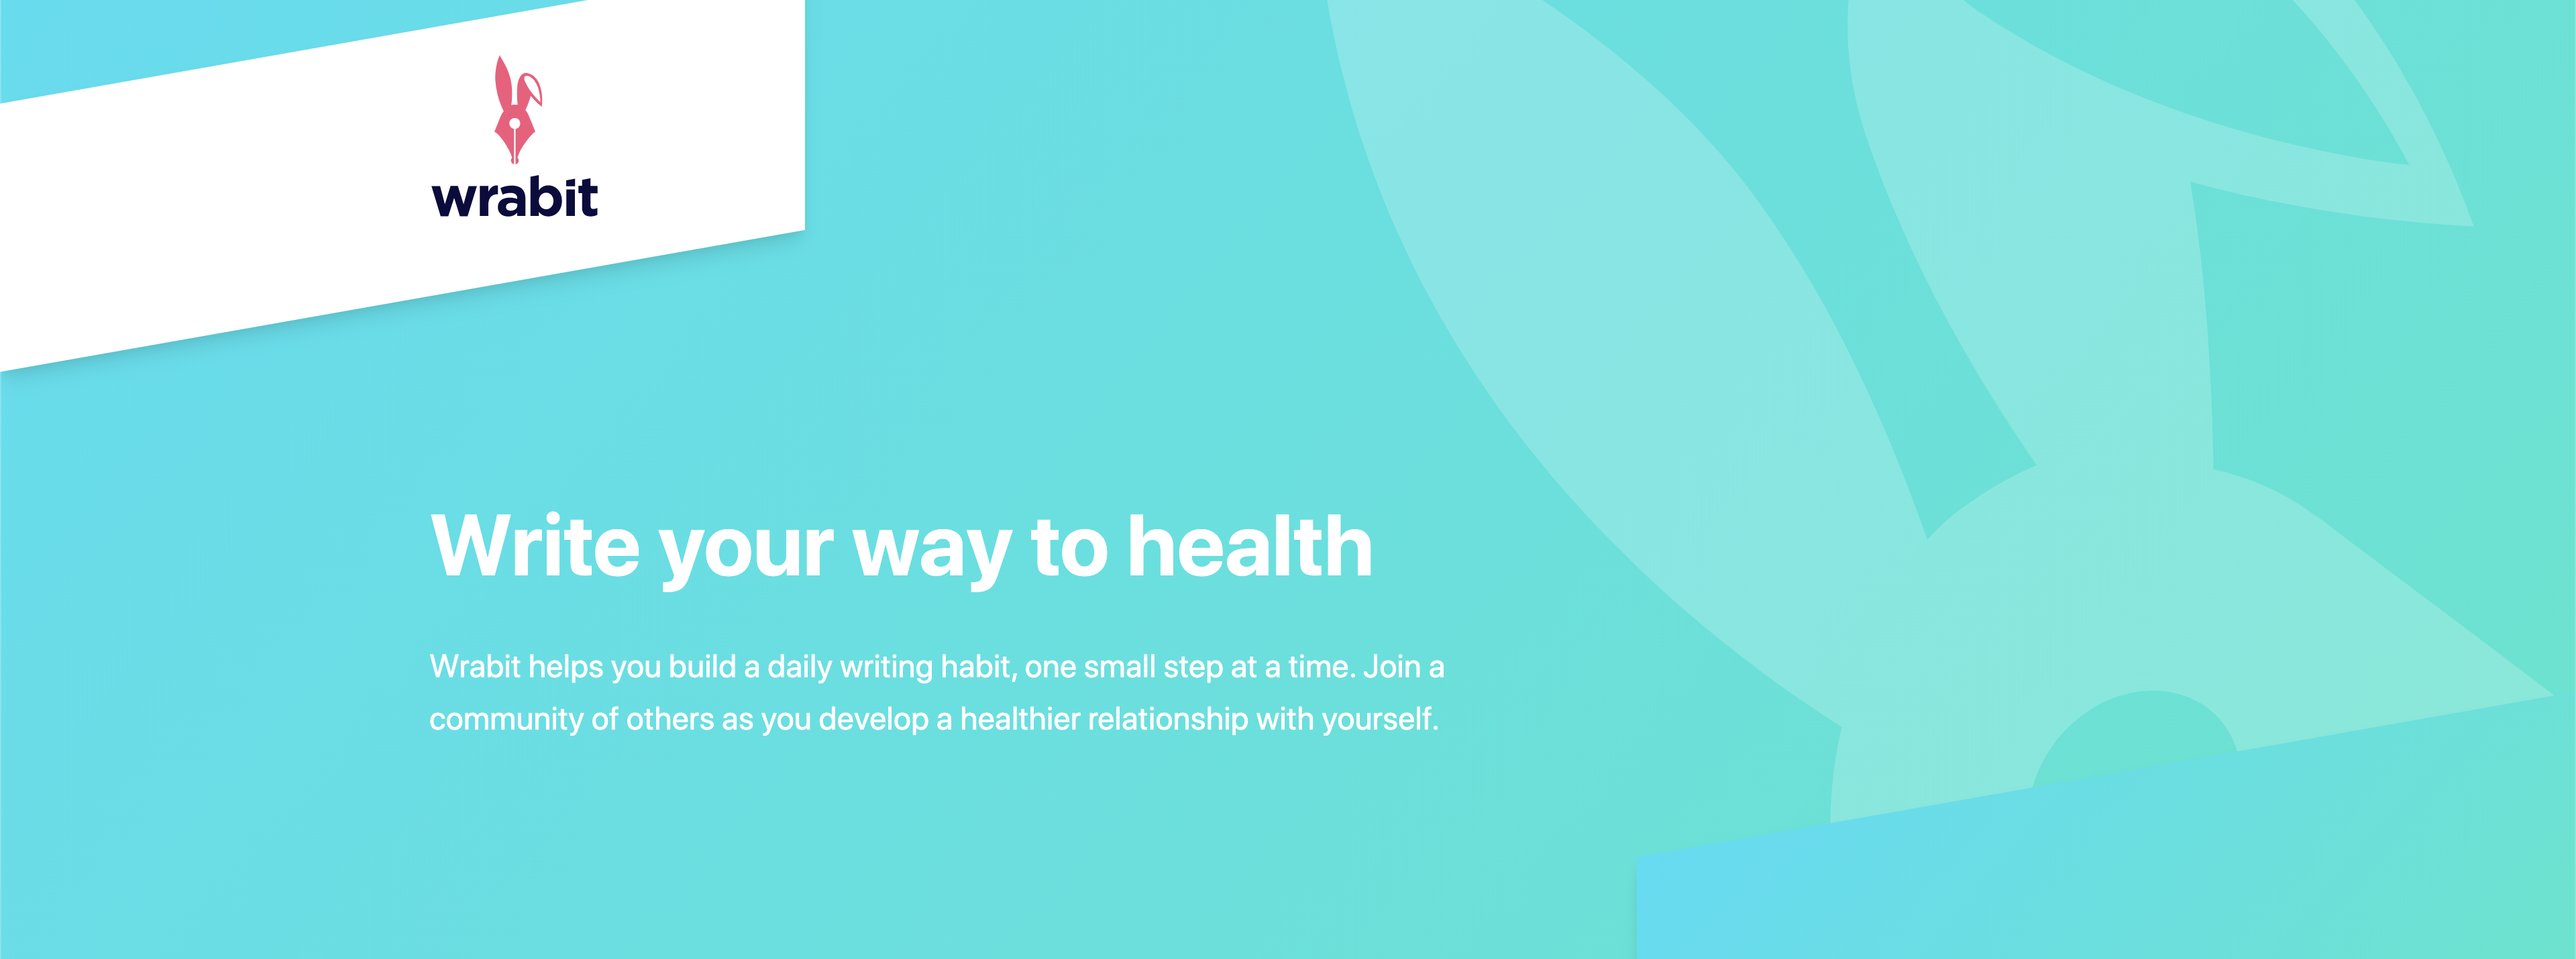 wrabit
Write your way to health
Wrabit helps you build a daily writing habit, one small step at a time. Join a
community of others as you develop a healthier relationship with yourself.